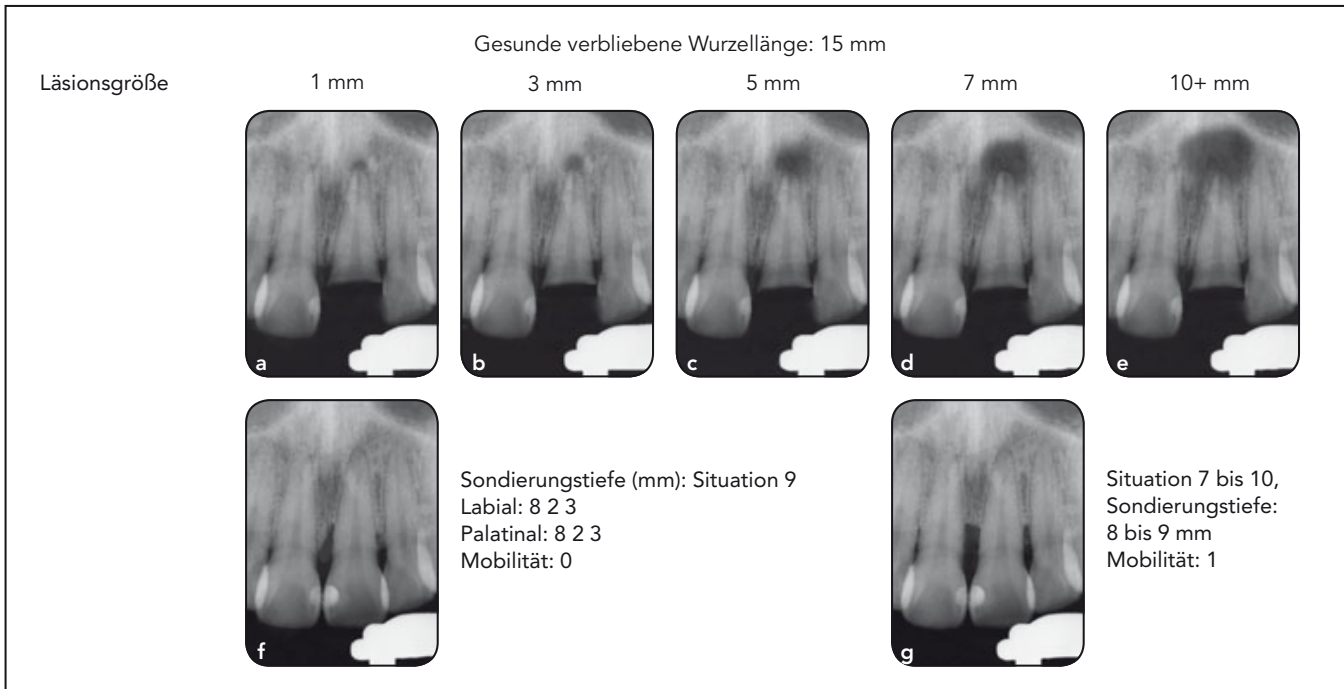 Gesunde verbliebene Wurzellänge: 15 mm
Läsionsgröße 1 mm 3 mm 5 mm 7 mm 10+ mm
a b c d e
f
Sondierungstiefe (mm): Situation 9
Labial: 8 2 3
Palatinal: 8 2 3
Mobilität: 0
g
Situation 7 bis 10,
Sondierungstiefe:
8 bis 9 mm
Mobilität: 1